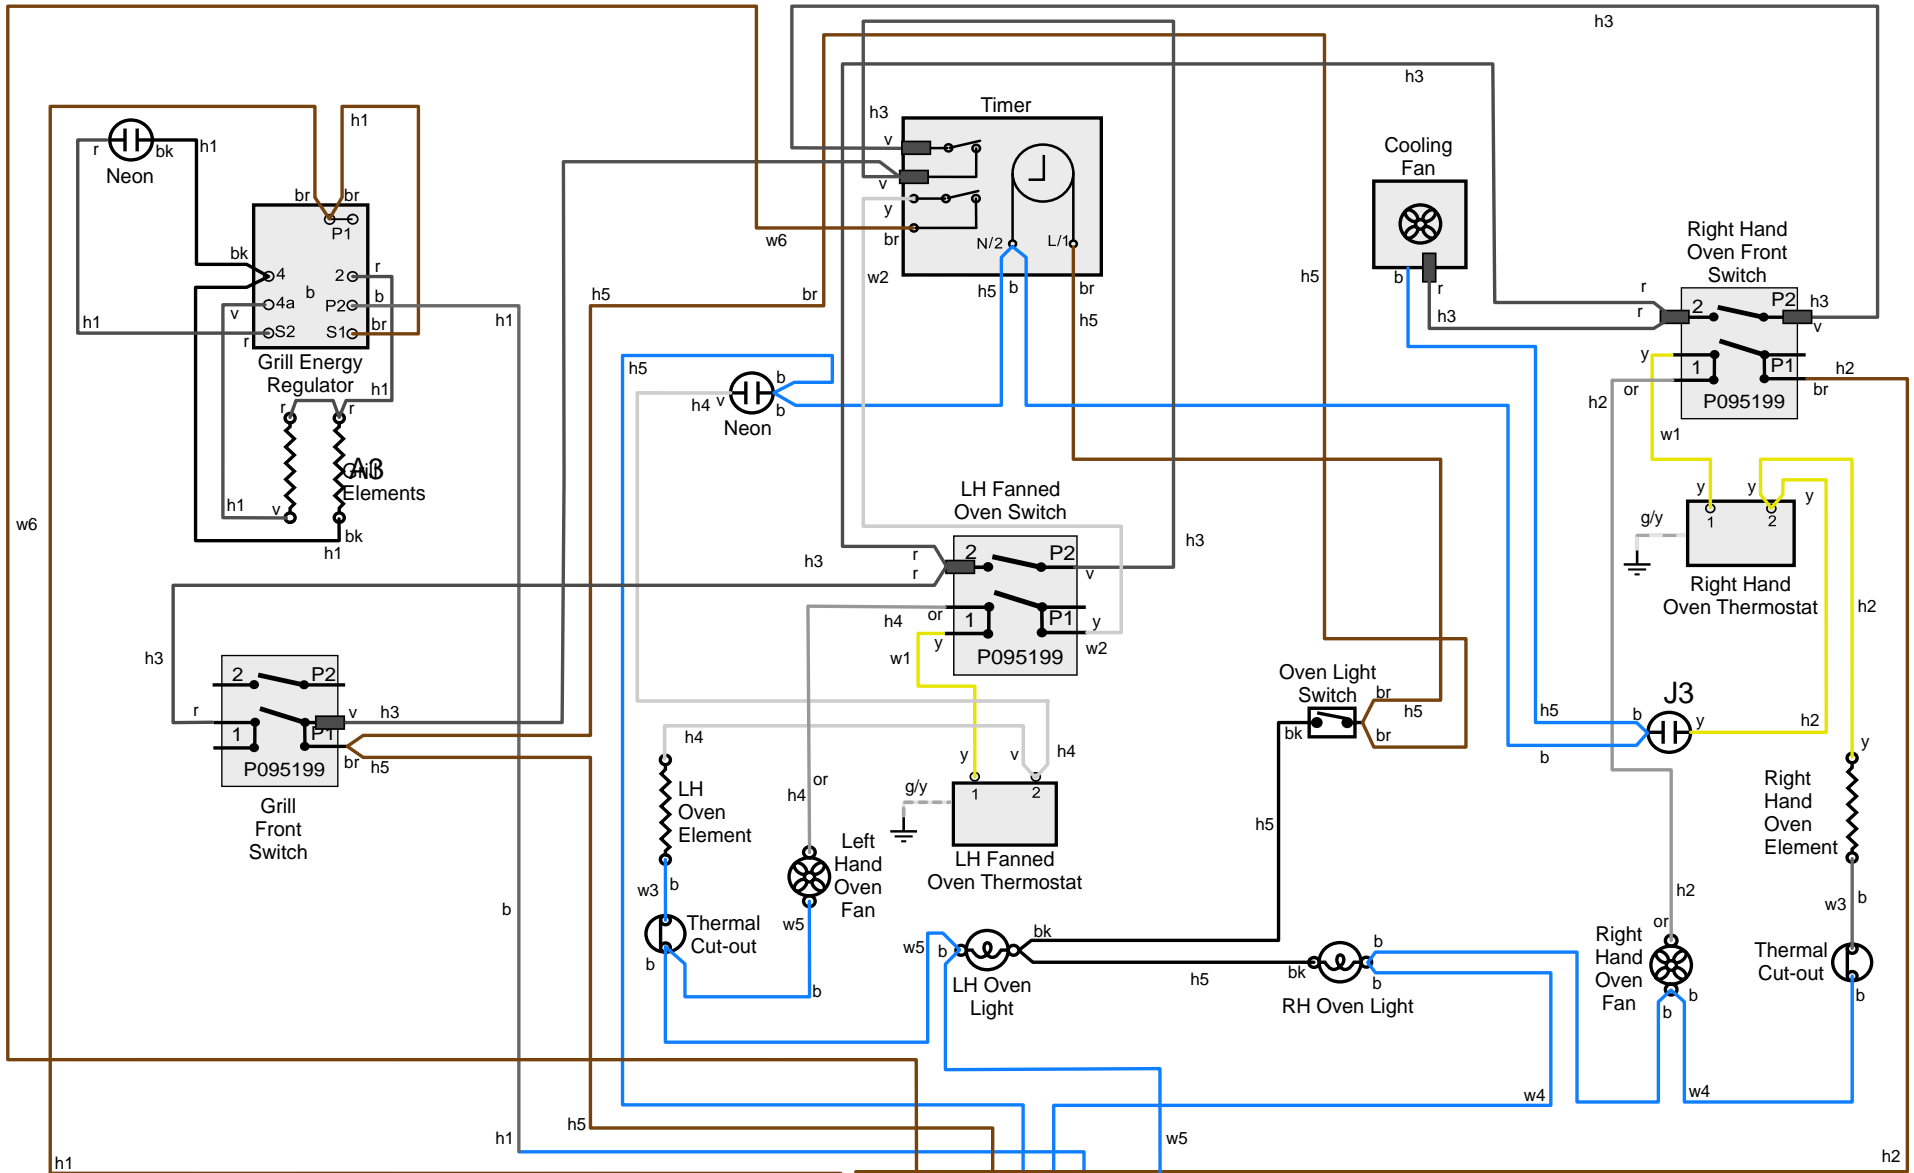 h3
h3
Timer
h3
v
v
y
br
N/2
L/1
w6
w2
h5
b
br
h5
Cooling
Fan
b
r
h3
Right Hand
Oven Front
Switch
r
r
2
P2
h3
v
y
1
P1
h2
or
br
h2
P095199
w1
r
bk
h1
Neon
h1
br
br
P1
bk
4
2
r
b
4a
P2
b
v
S2
S1
br
h1
r
h1
Grill Energy
Regulator
h1
r
r
A3
Grill
Elements
h1
v
bk
h1
w6
h5
br
h5
h5
b
h4
v
b
Neon
LH Fanned
Oven Switch
r
r
2
P2
h3
h3
v
h4
or
1
P1
y
y
w1
w2
P095199
y
y
y
g/y
1
2
Right Hand
Oven Thermostat
h2
h3
2
P2
r
v
h3
1
P1
br
h5
P095199
Grill
Front
Switch
Oven Light
Switch
br
h5
bk
br
J3
h5
b
y
h2
b
h4
v
h4
y
or
h4
g/y
1
2
LH Fanned
Oven Thermostat
LH
Oven
Element
Left
Hand
Oven
Fan
w3
b
w5
Thermal
Cut-out
b
b
h5
y
Right
Hand
Oven
Element
h2
w3
b
b
w5
b
bk
LH Oven
Light
h5
bk
b
b
RH Oven Light
or
Right
Hand
Oven
Fan
b
b
Thermal
Cut-out
b
w4
w4
h1
h5
w5
h1
h2